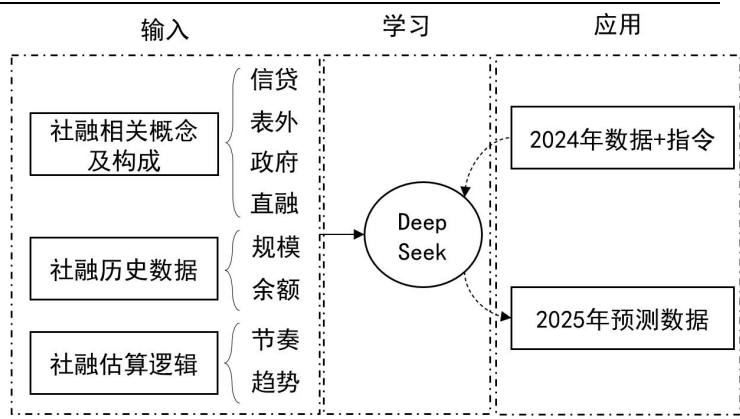 输入
学习
应用
社融相关概念
及构成
信贷
表外
政府
直融
社融历史数据
规模
余额
社融估算逻辑
节奏
趋势
Deep
Seek
2024年数据+指令
2025年预测数据